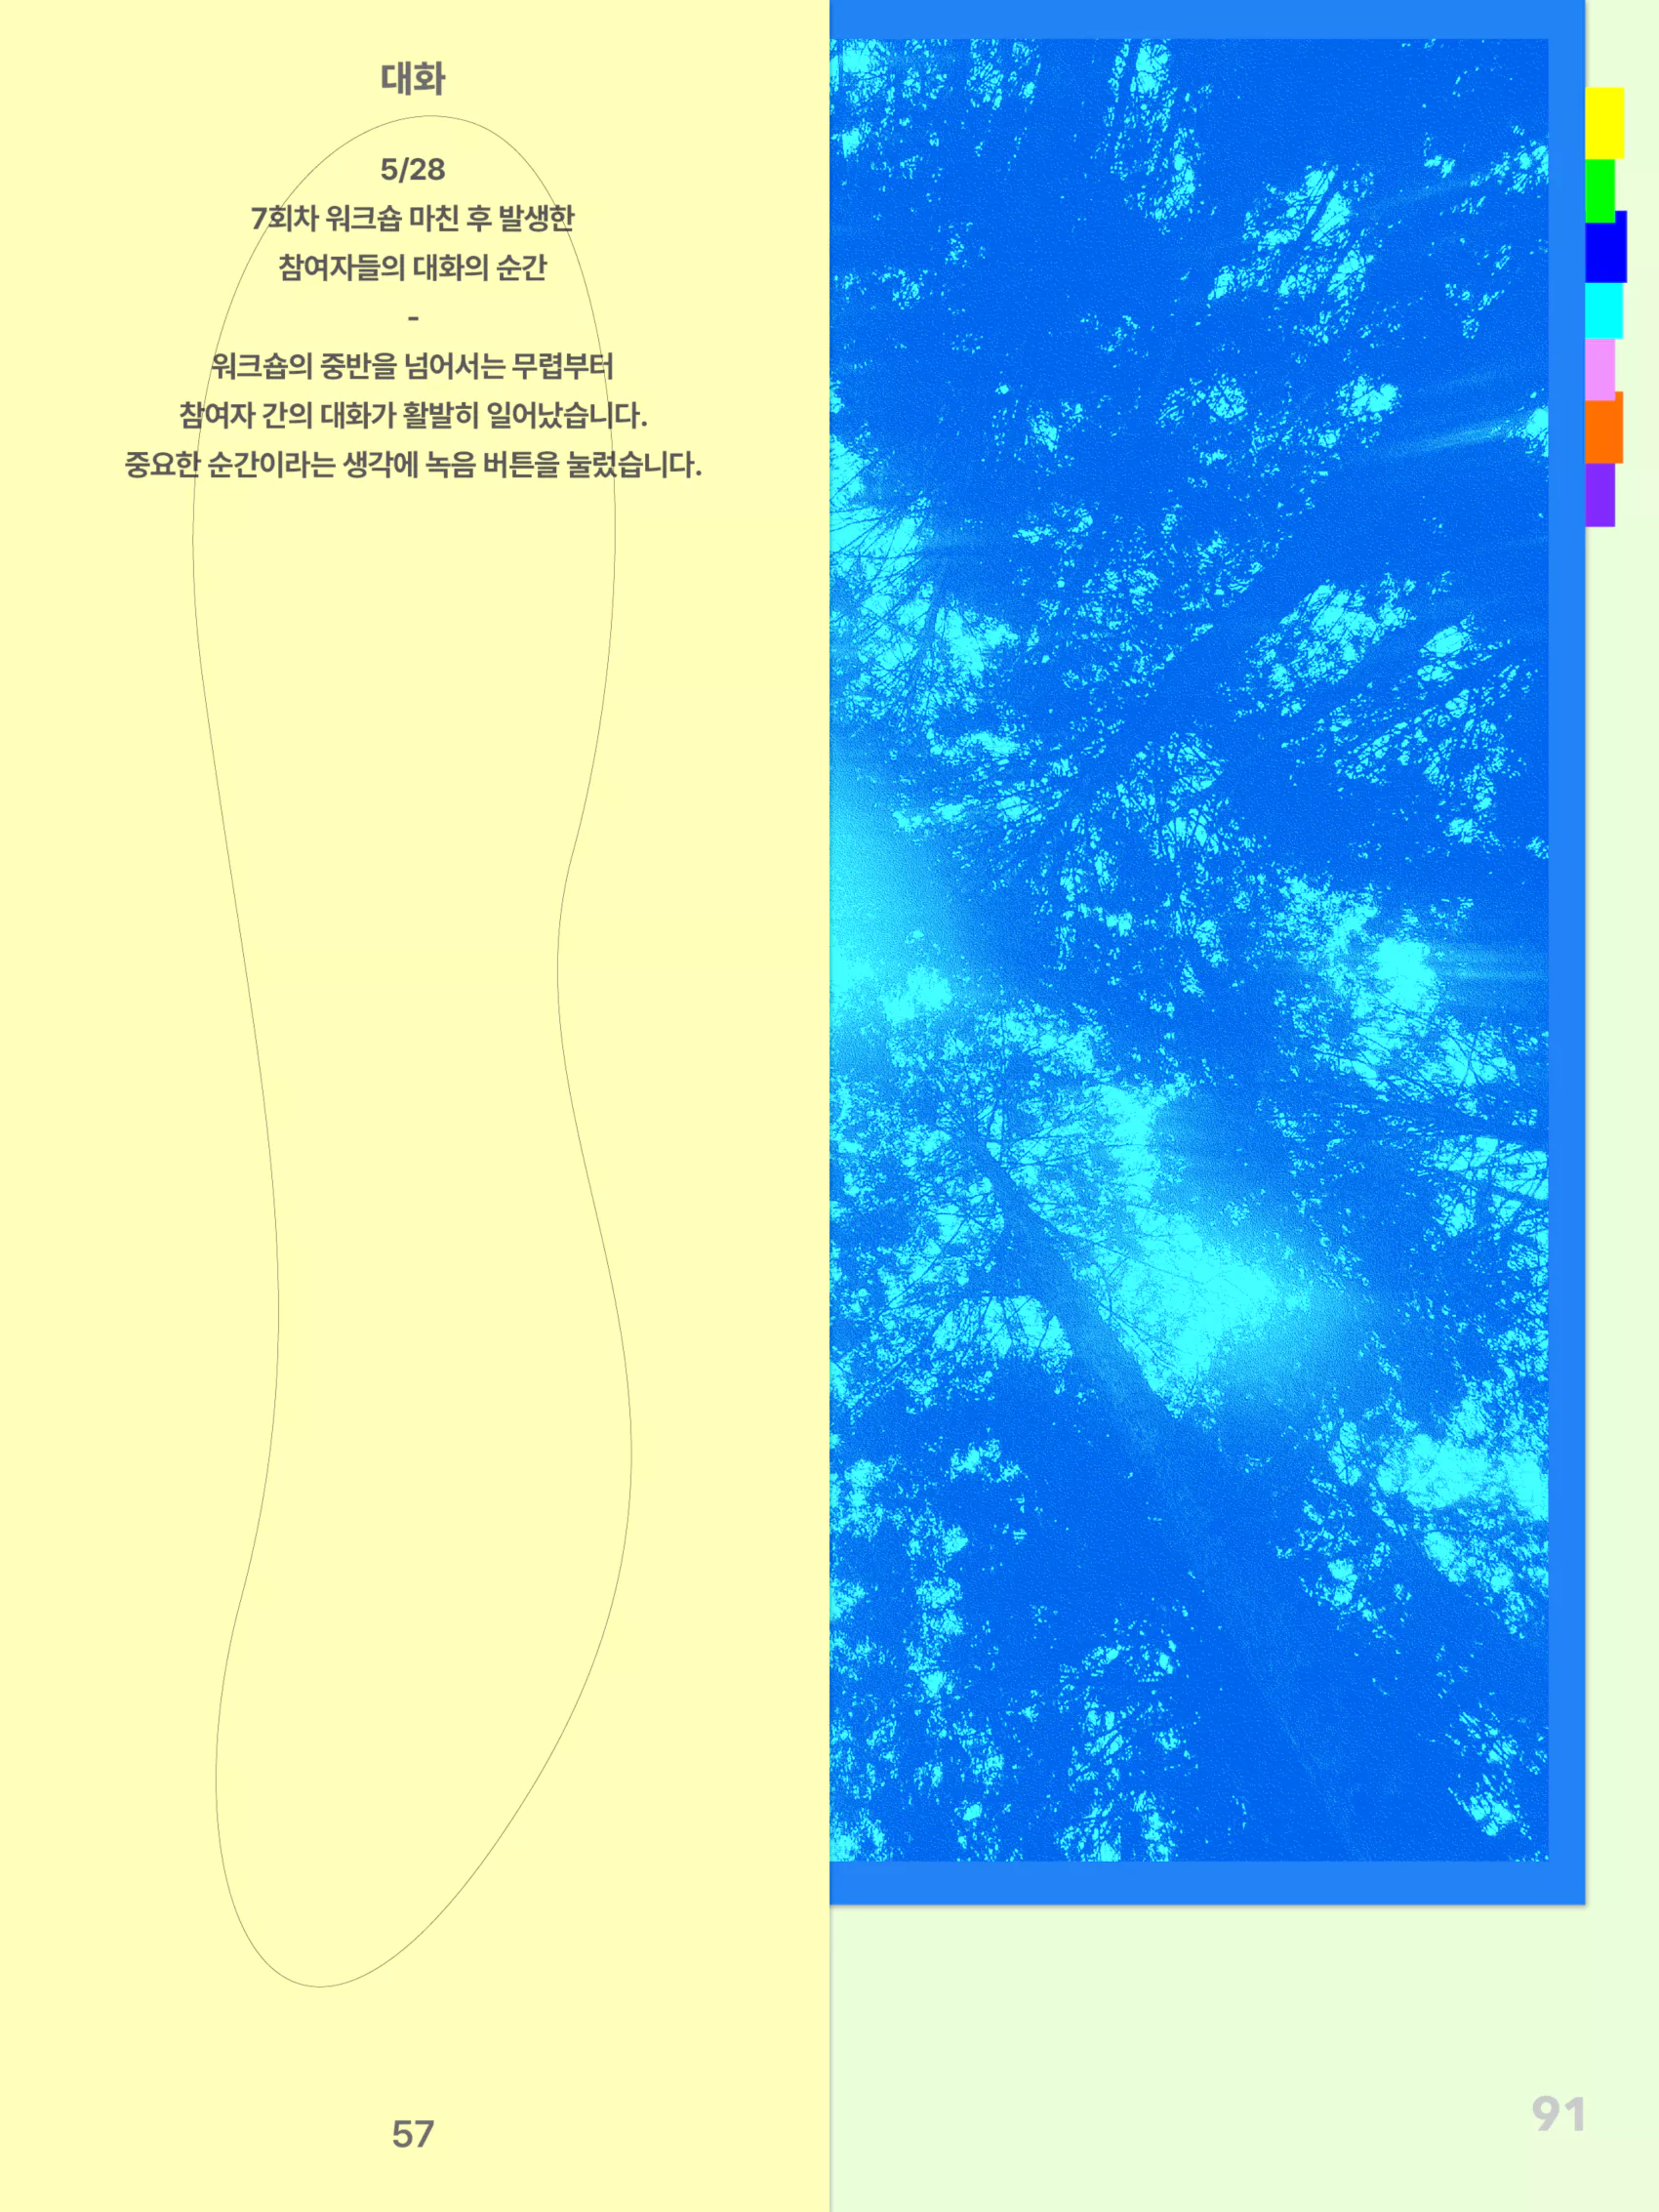 대화
5/28
7회차 워크숍 마친 후 발생한
참여자들의 대화의 순간
-
워크숍의 중반을 넘어서는 무렵부터
참여자 간의 대화가 활발히 일어났습니다.
중요한 순간이라는 생각에 녹음 버튼을 눌렀습니다.
57
91